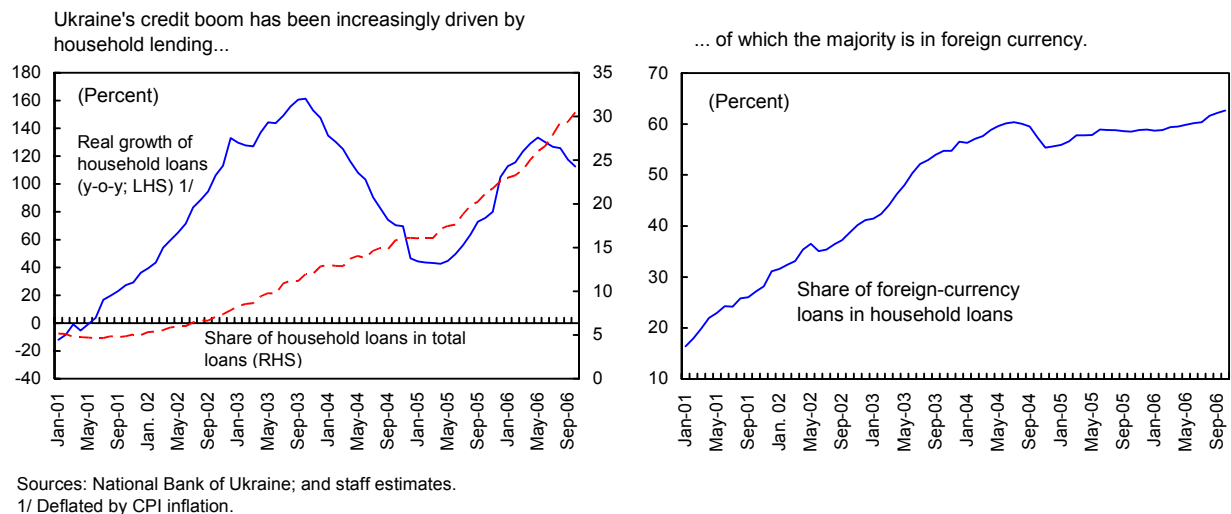 Ukraine's credit boom has been increasingly driven by
household lending...
180
160
140
120
100
80
60
40
20
0
-20
-40
(Percent)
Real growth of
household loans
(y-o-y; LHS) 1/
Share of household loans in total
loans (RHS)
35
30
25
20
15
10
5
0
Jan-01
May-01
Sep-01
Jan. 02
May-02
Sep-02
Jan-03
May-03
Sep-03
Jan-04
May-04
Sep-04
Jan-05
May-05
Sep-05
Jan-06
May-06
Sep-06
... of which the majority is in foreign currency.
70
60
50
40
30
20
10
(Percent)
Share of foreign-currency
loans in household loans
Jan-01
May-01
Sep-01
Jan. 02
May-02
Sep-02
Jan-03
May-03
Sep-03
Jan-04
May-04
Sep-04
Jan-05
May-05
Sep-05
Jan-06
May-06
Sep-06
Sources: National Bank of Ukraine; and staff estimates.
1/ Deflated by CPI inflation.